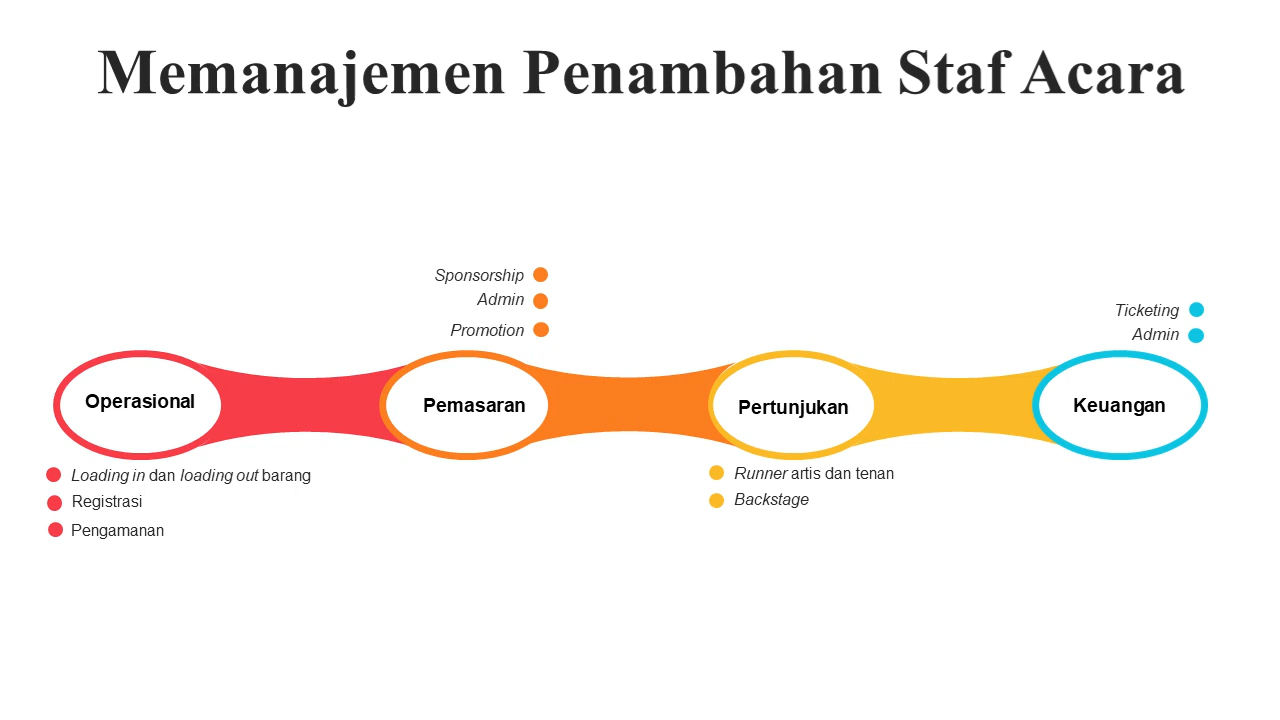 Memanajemen Penambahan Staf Acara
Sponsorship
Admin
Promotion
Ticketing
Admin
Operasional
Pemasaran
Pertunjukan
Keuangan
Loading in dan loading out barang
Registrasi
Pengamanan
Runner artis dan tenan
Backstage